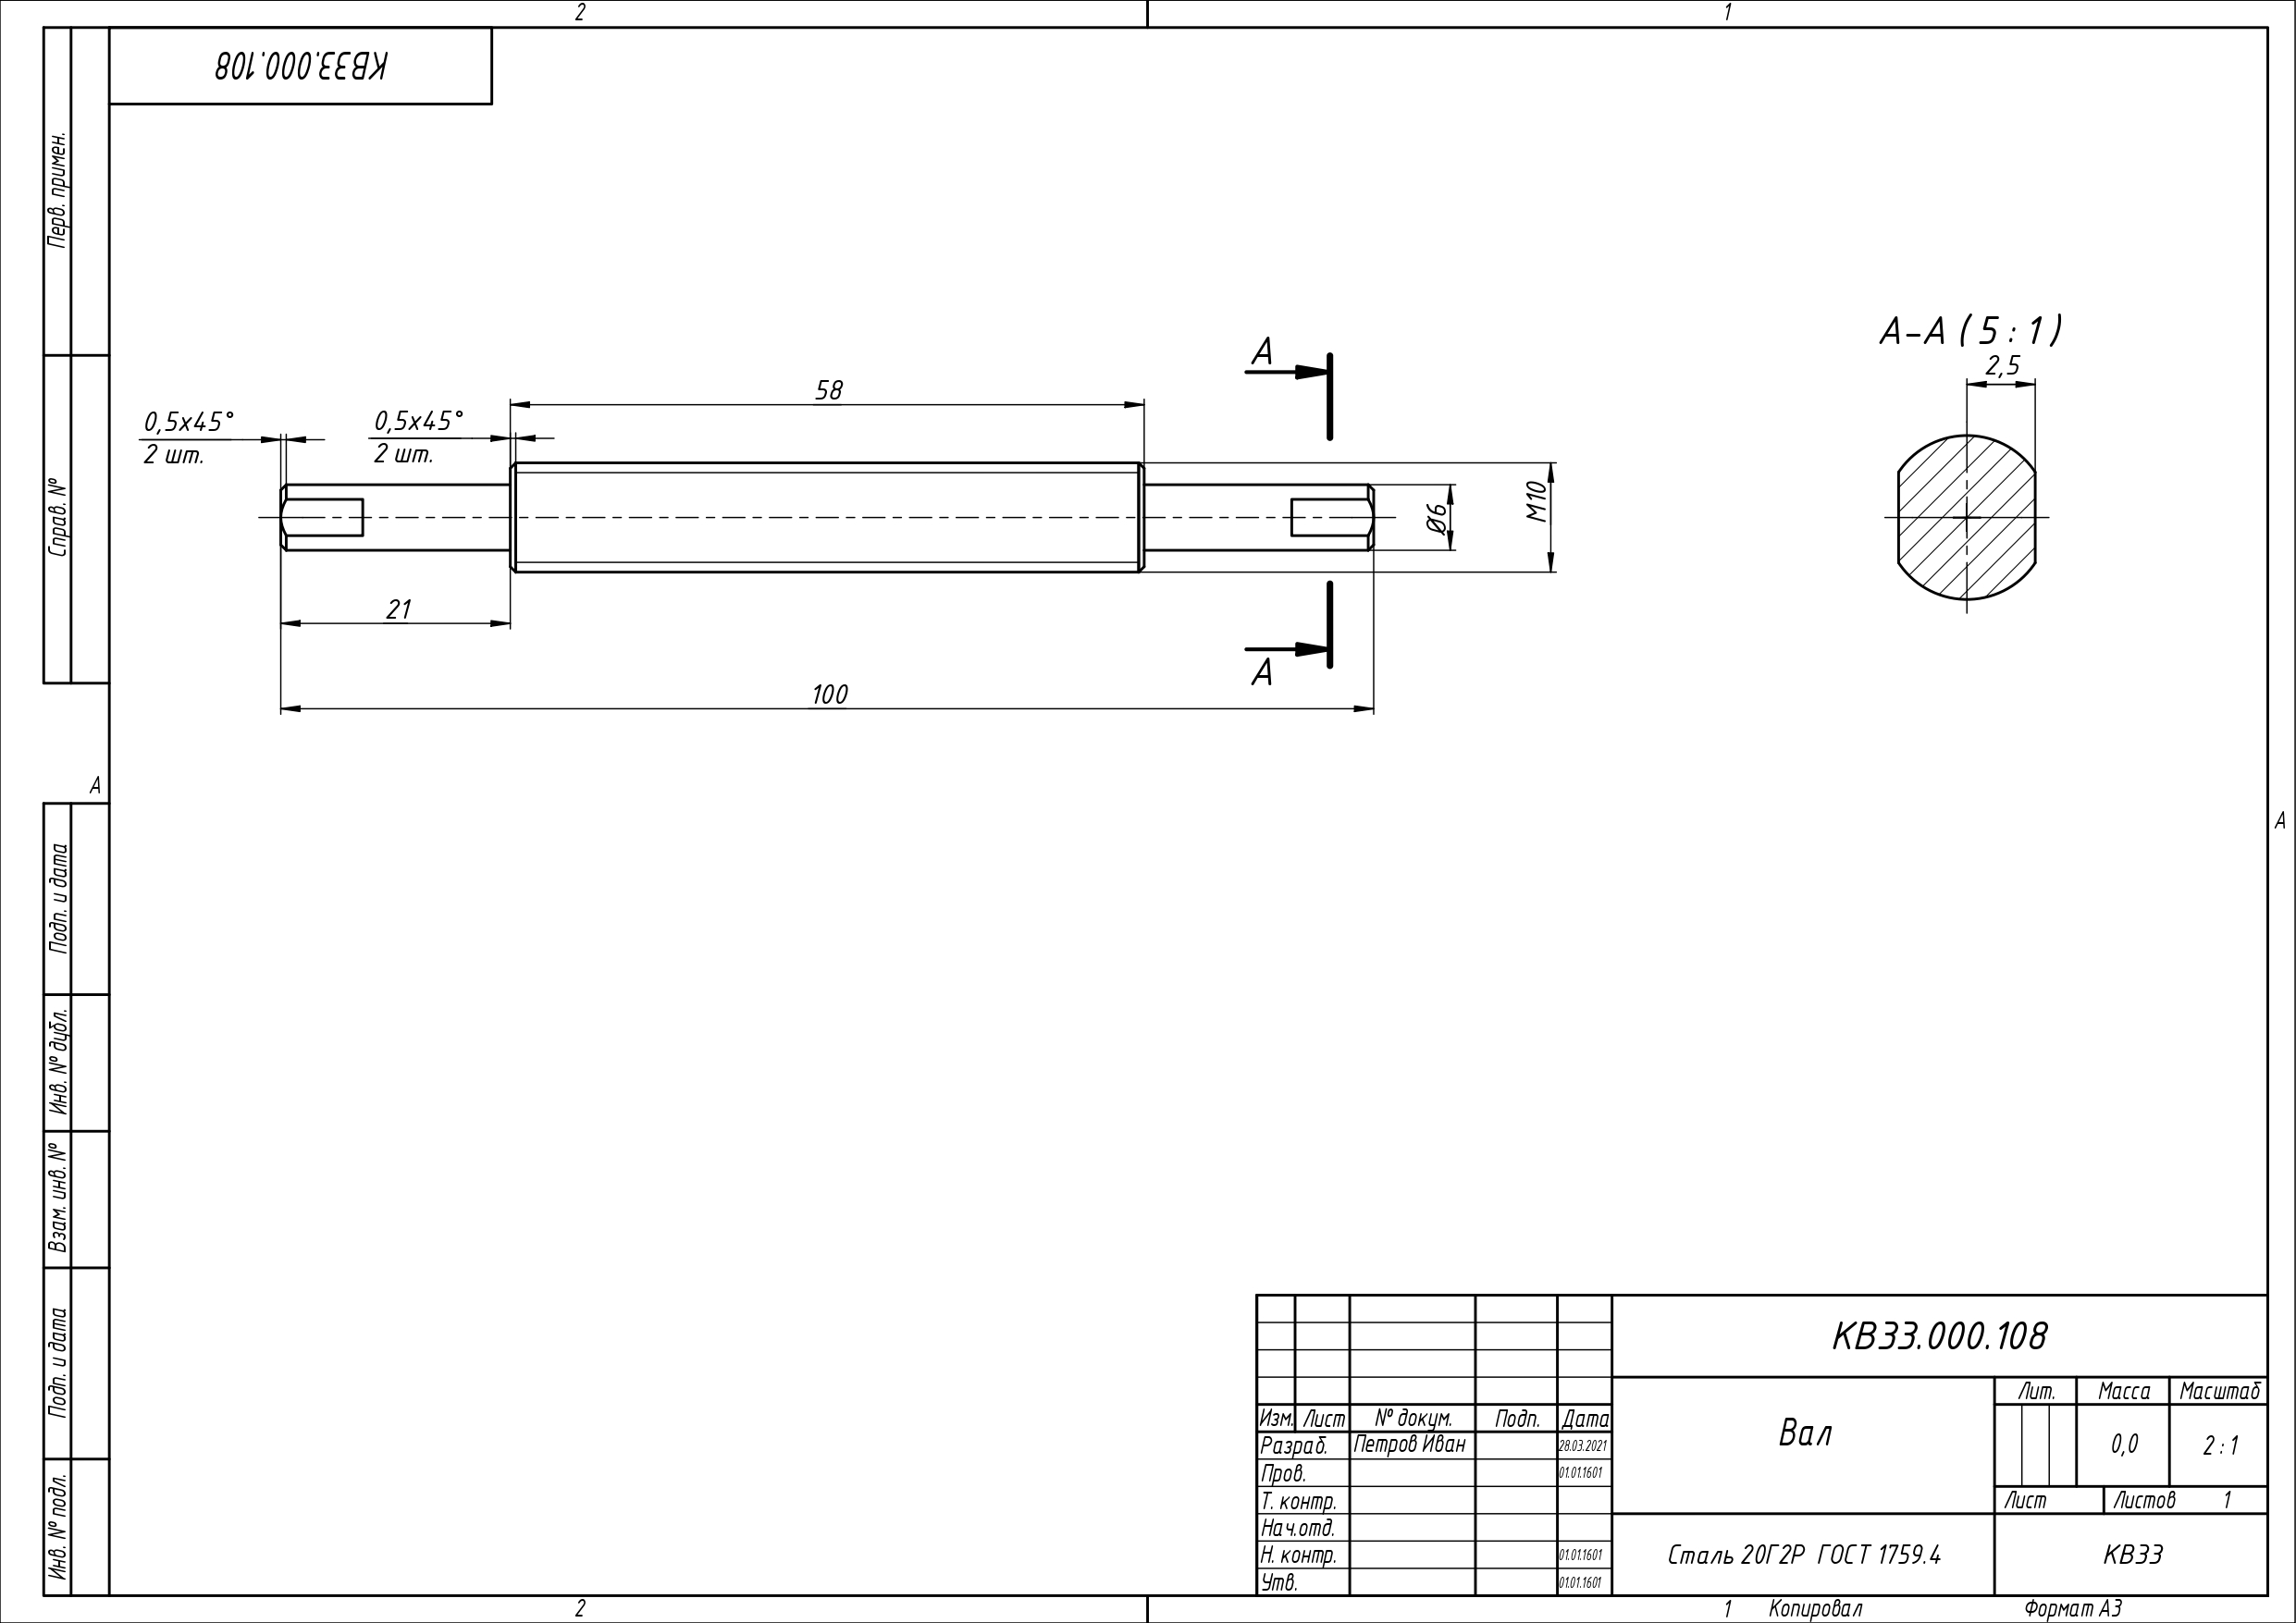 2
1
КВЗЗ.000.108
Перв. примен.
Справ. №
А
А-А ( 5 : 1 )
2,5
58
0,5x45°
2 шт.
0,5x45°
2 шт.
Ø6
М10
21
А
100
А
А
Подп. и дата
Инв. № дубл.
Взам. инв. №
Подп. и дата
Инв. № подл.
КВЗЗ.000.108
Лит. Масса Масштаб
Изм. Лист № докум. Подп. Дата
Вал
Разраб. Петров Иван 28.03.2021
0,0 2 : 1
Пров. 01.01.1601
Т. контр.
Лист Листов 1
Нач.отд.
Н. контр. 01.01.1601
Сталь 20Г2Р ГОСТ 1759.4
КВЗЗ
Утв. 01.01.1601
2
1 Копировал Формат А3